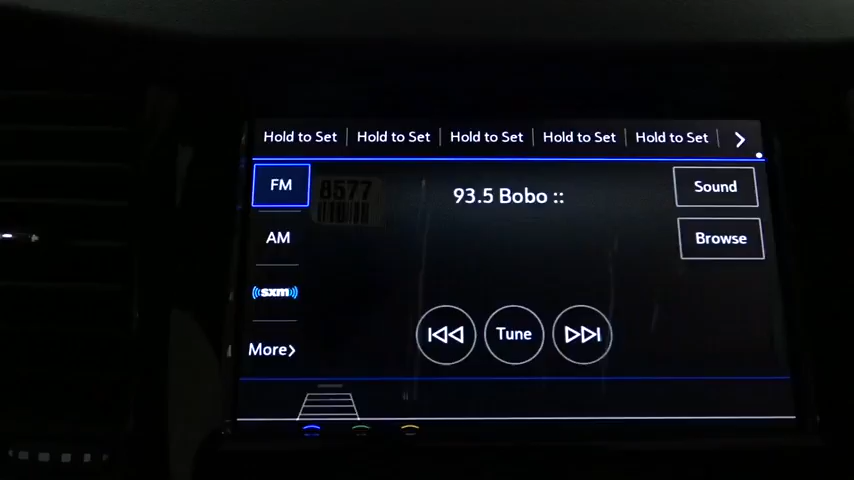 Hold to Set Hold to Set Hold to Set Hold to Set Hold to Set
FM
8577
93.5 Bobo ::
Sound
AM
Browse
sxm
Tune
More